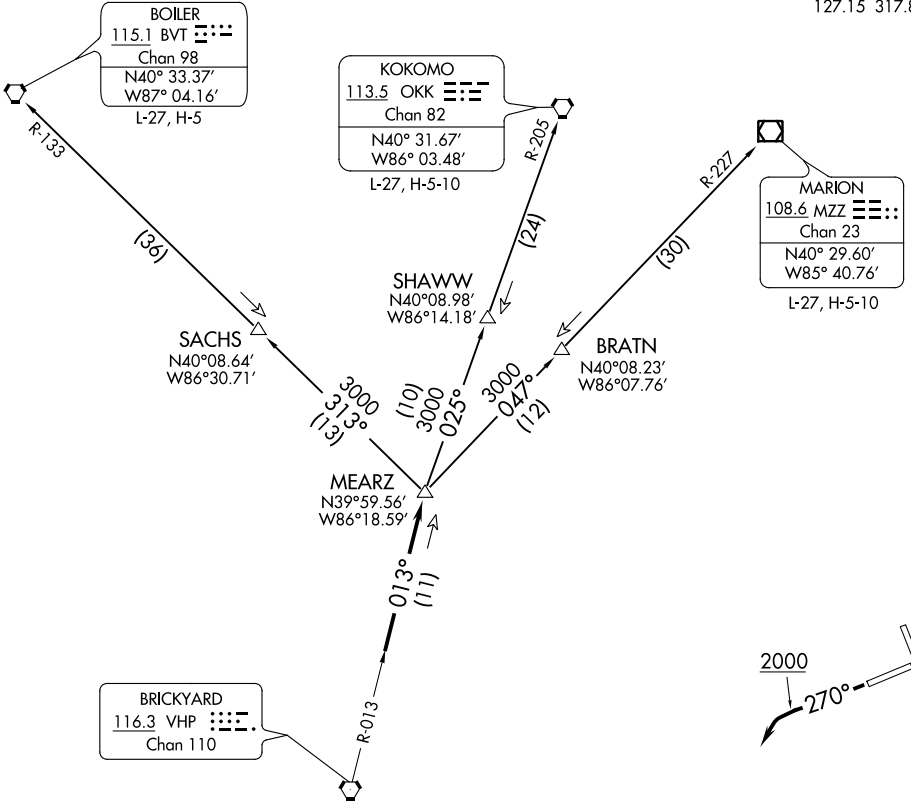 127.15 317.8
BOILER
115.1 BVT
Chan 98
N40° 33.37′
W87° 04.16′
L-27, H-5
KOKOMO
113.5 OKK
Chan 82
N40° 31.67′
W86° 03.48′
L-27, H-5-10
MARION
108.6 MZZ
Chan 23
N40° 29.60′
W85° 40.76′
L-27, H-5-10
R-133
R-205
R-227
(36)
(24)
(30)
SHAWW
N40°08.98′
W86°14.18′
SACHS
N40°08.64′
W86°30.71′
BRATN
N40°08.23′
W86°07.76′
3000
313°
(13)
(10)
3000
025°
3000
047°
(12)
MEARZ
N39°59.56′
W86°18.59′
013°
(11)
R-013
BRICKYARD
116.3 VHP
Chan 110
2000
270°